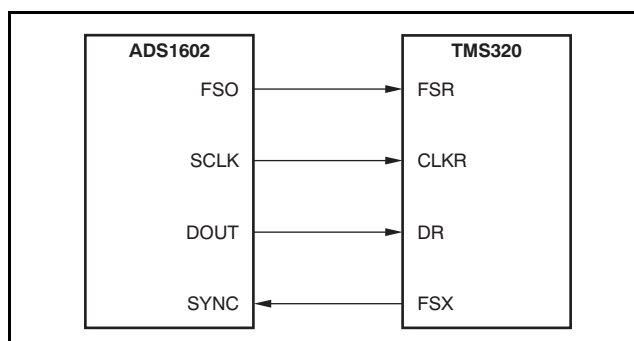 ADS1602 TMS320
FSO FSR
SCLK CLKR
DOUT DR
SYNC FSX